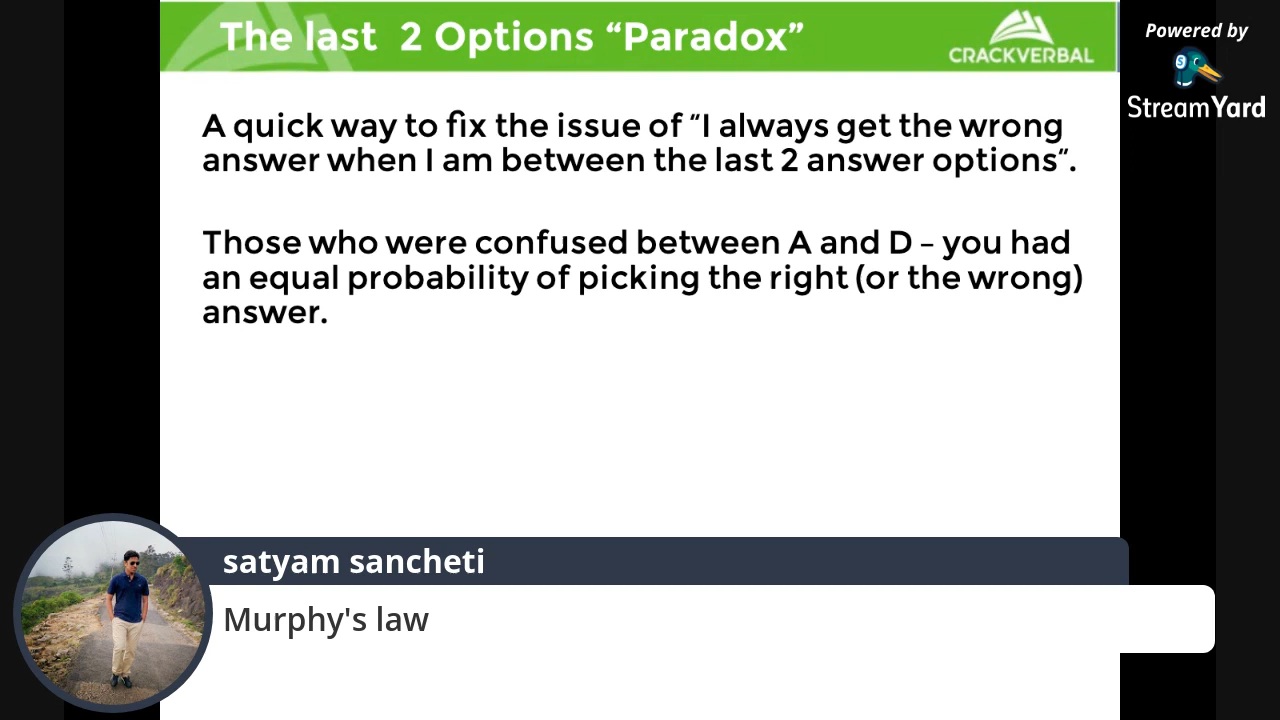 The last 2 Options “Paradox”
CRACKVERBAL
Powered by
StreamYard
A quick way to fix the issue of “I always get the wrong
answer when I am between the last 2 answer options”.
Those who were confused between A and D – you had
an equal probability of picking the right (or the wrong)
answer.
satyam sancheti
Murphy's law